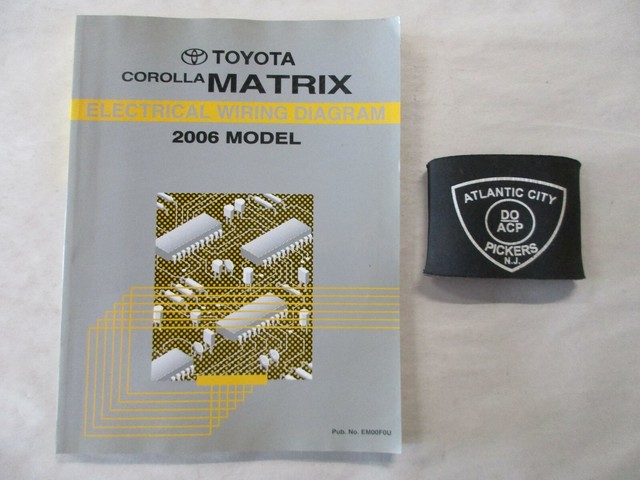 TOYOTA
COROLLA MATRIX
ELECTRICAL WIRING DIAGRAM
2006 MODEL
Pub. No. EM00F0U
ATLANTIC CITY
DO
ACP
PICKERS
N.J.